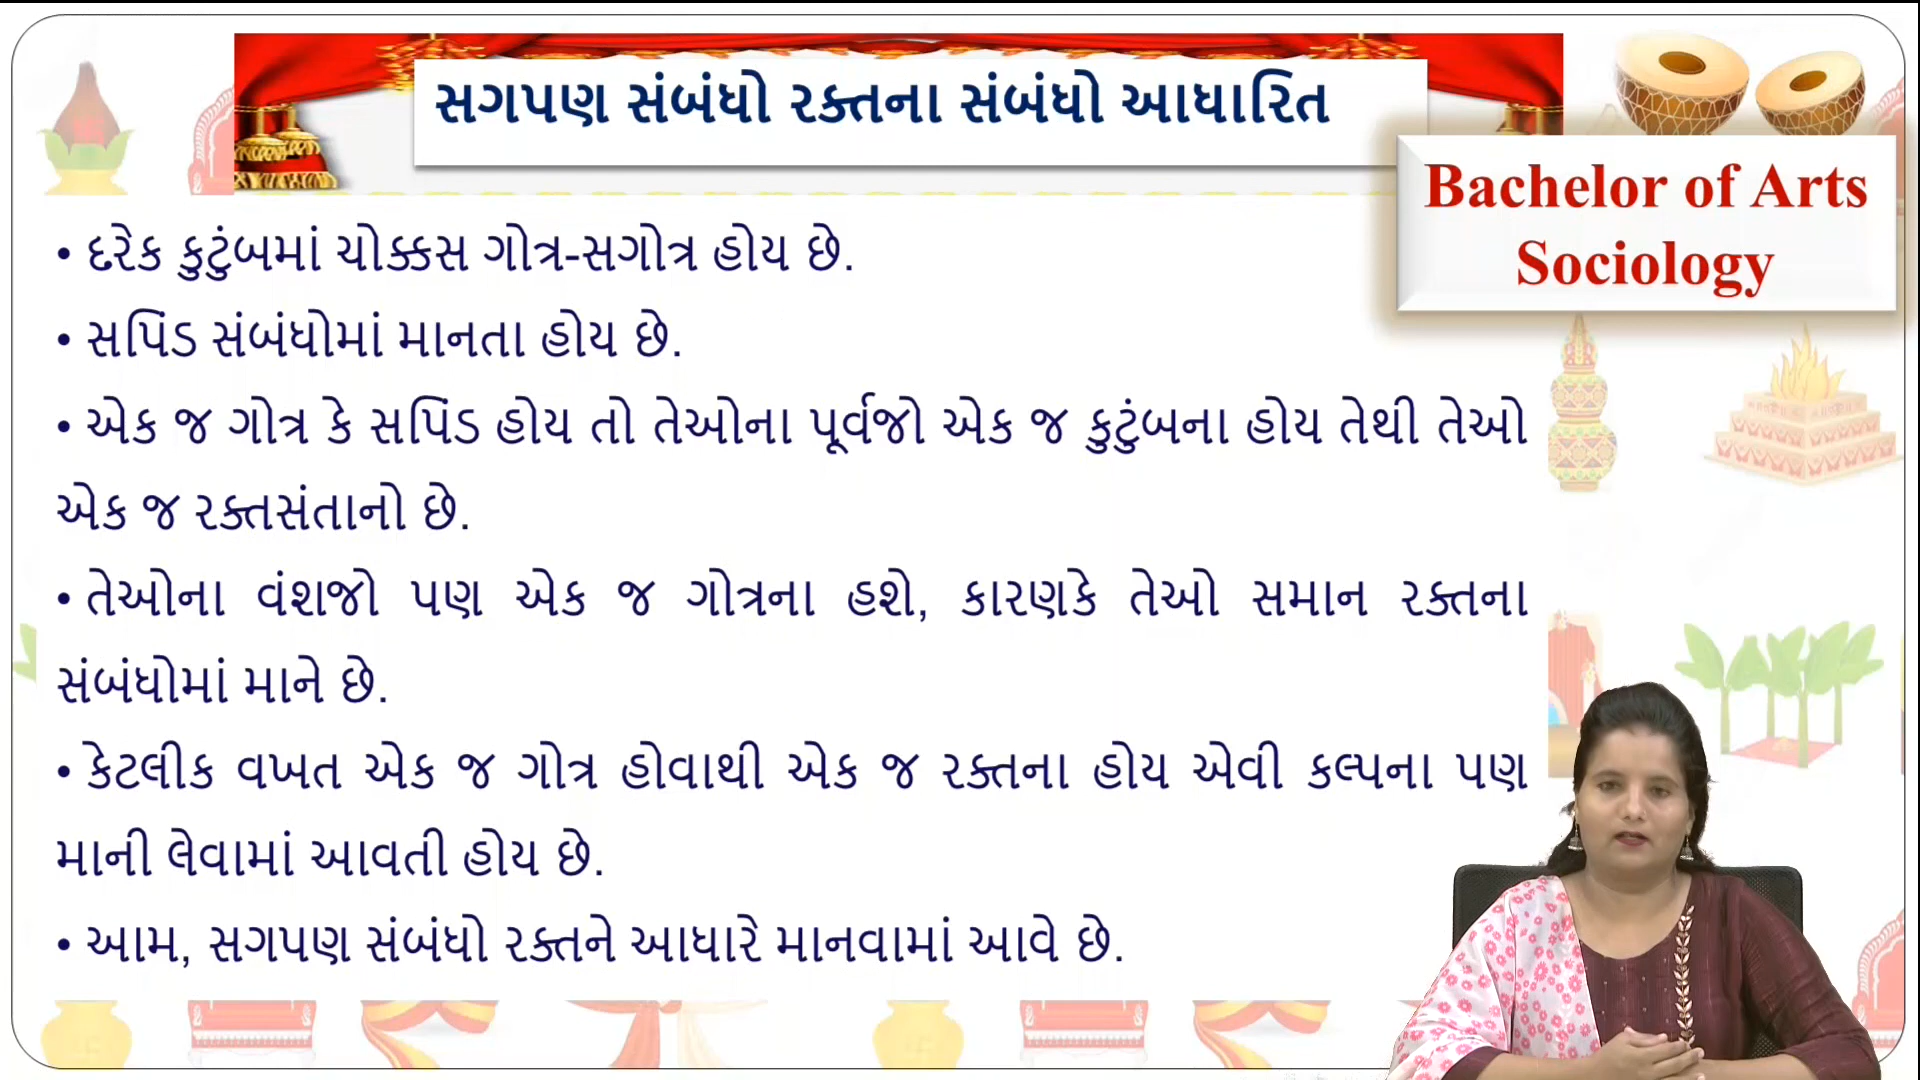 સગપણ સંબંધો રક્તના સંબંધો આધારિત
Bachelor of Arts
Sociology
• દરેક કુટુંબમાં ચોક્કસ ગોત્ર-સગોત્ર હોય છે.
• સપિંડ સંબંધોમાં માનતા હોય છે.
• એક જ ગોત્ર કે સપિંડ હોય તો તેઓના પૂર્વજો એક જ કુટુંબના હોય તેથી તેઓ
એક જ રક્તસંતાનો છે.
• તેઓના વંશજો પણ એક જ ગોત્રના હશે, કારણકે તેઓ સમાન રક્તના
સંબંધોમાં માને છે.
• કેટલીક વખત એક જ ગોત્ર હોવાથી એક જ રક્તના હોય એવી કલ્પના પણ
માની લેવામાં આવતી હોય છે.
• આમ, સગપણ સંબંધો રક્તને આધારે માનવામાં આવે છે.